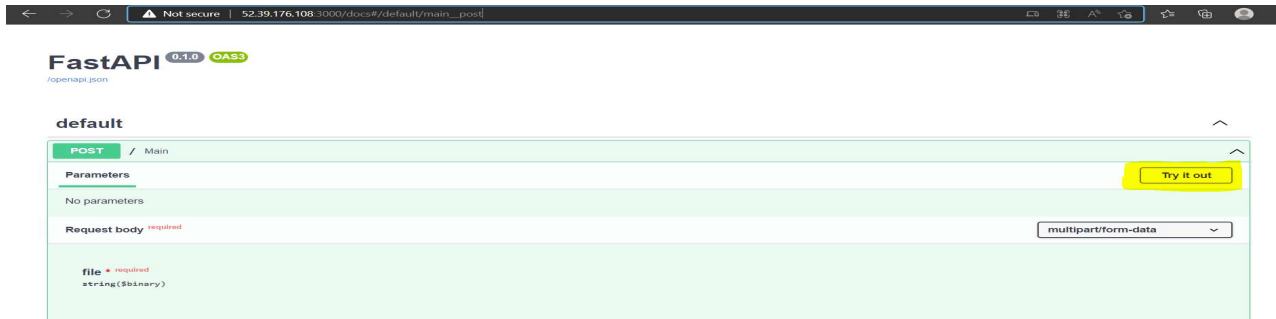 Not secure | 52.39.176.108:3000/docs#/default/main__post
FastAPI 0.1.0 OAS3
/openapi.json
default
POST / Main
Parameters Try it out
No parameters
Request body required multipart/form-data
file * required
string($binary)